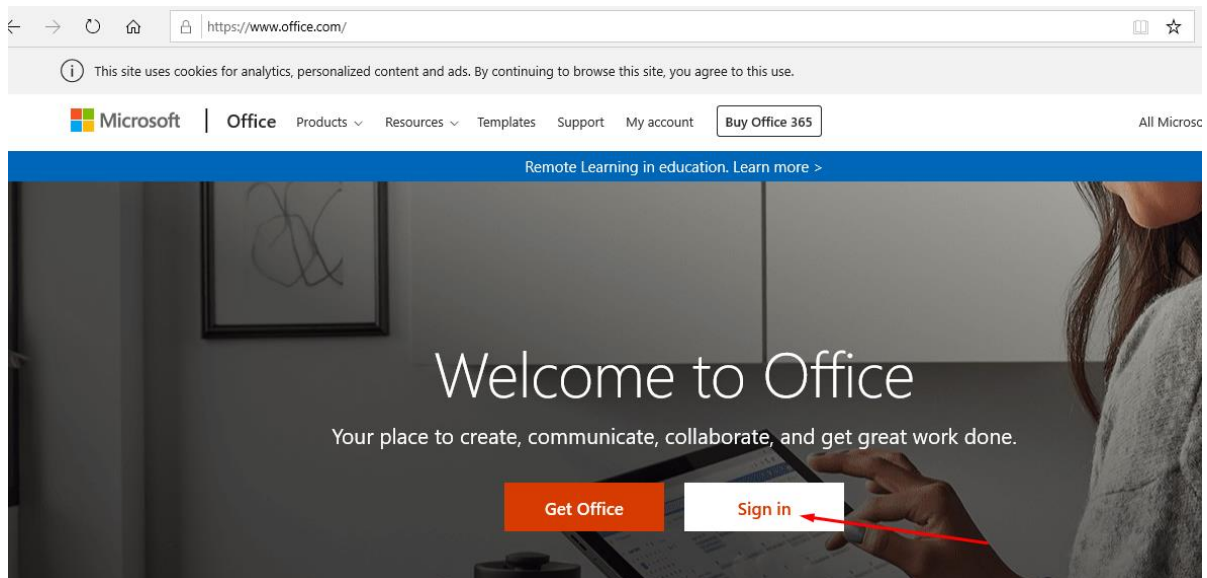 https://www.office.com/
This site uses cookies for analytics, personalized content and ads. By continuing to browse this site, you agree to this use.
Microsoft Office Products Resources Templates Support My account Buy Office 365 All Microsc
Remote Learning in education. Learn more >
Welcome to Office
Your place to create, communicate, collaborate, and get great work done.
Get Office Sign in